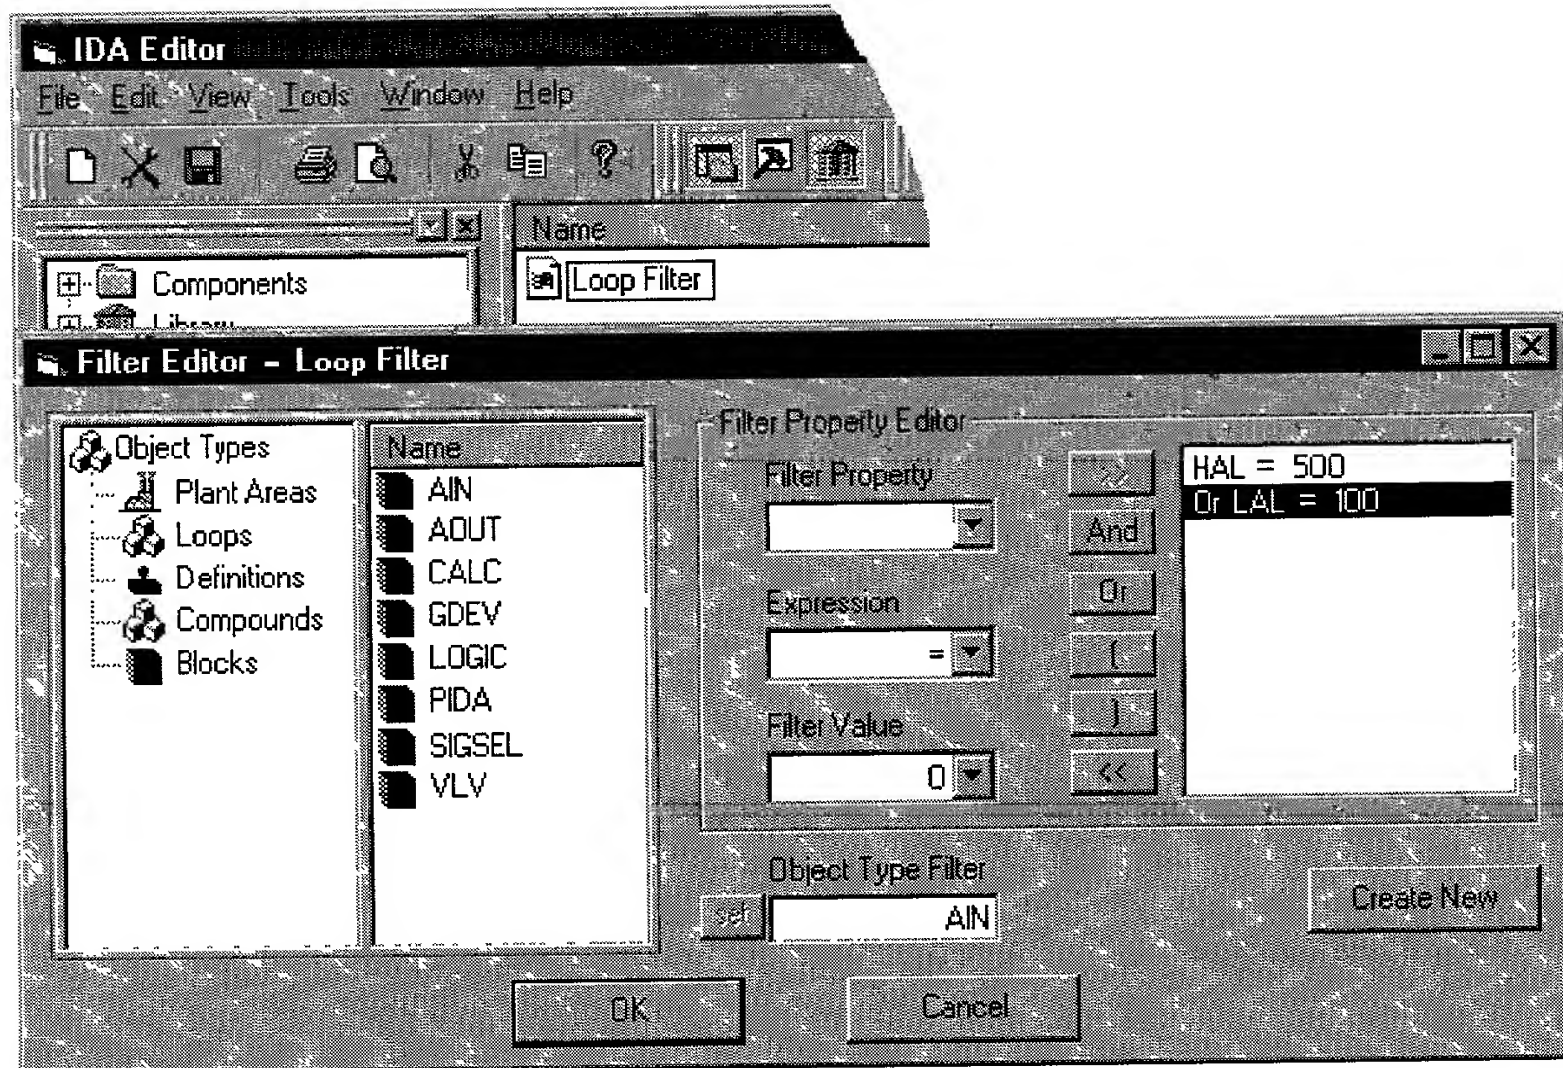 IDA Editor
File Edit View Tools Window Help
Name
Components
Loop Filter
Library
Filter Editor - Loop Filter
Object Types
Plant Areas
Loops
Definitions
Compounds
Blocks
Name
AIN
AOUT
CALC
GDEV
LOGIC
PIDA
SIGSEL
VLV
Filter Property Editor
Filter Property
Expression
=
Filter Value
0
>>
And
Or
(
)
<<
HAL = 500
Or LAL = 100
Object Type Filter
set
AIN
Create New
OK
Cancel